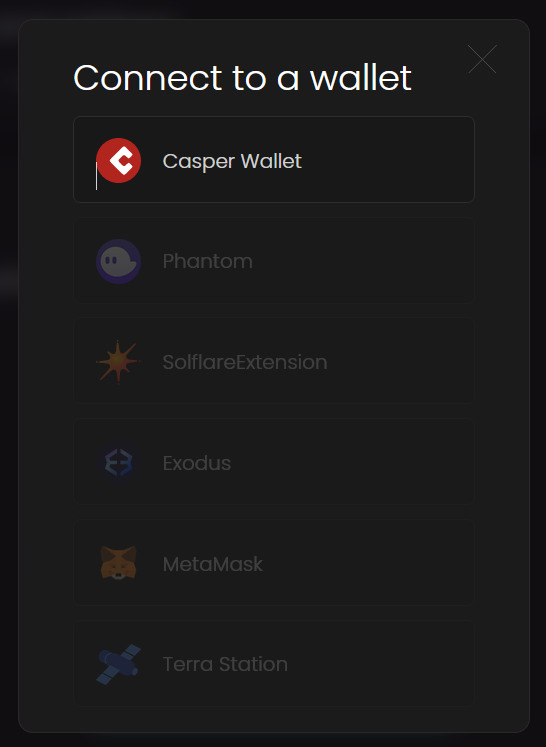 Connect to a wallet
Casper Wallet
Phantom
SolflareExtension
Exodus
MetaMask
Terra Station